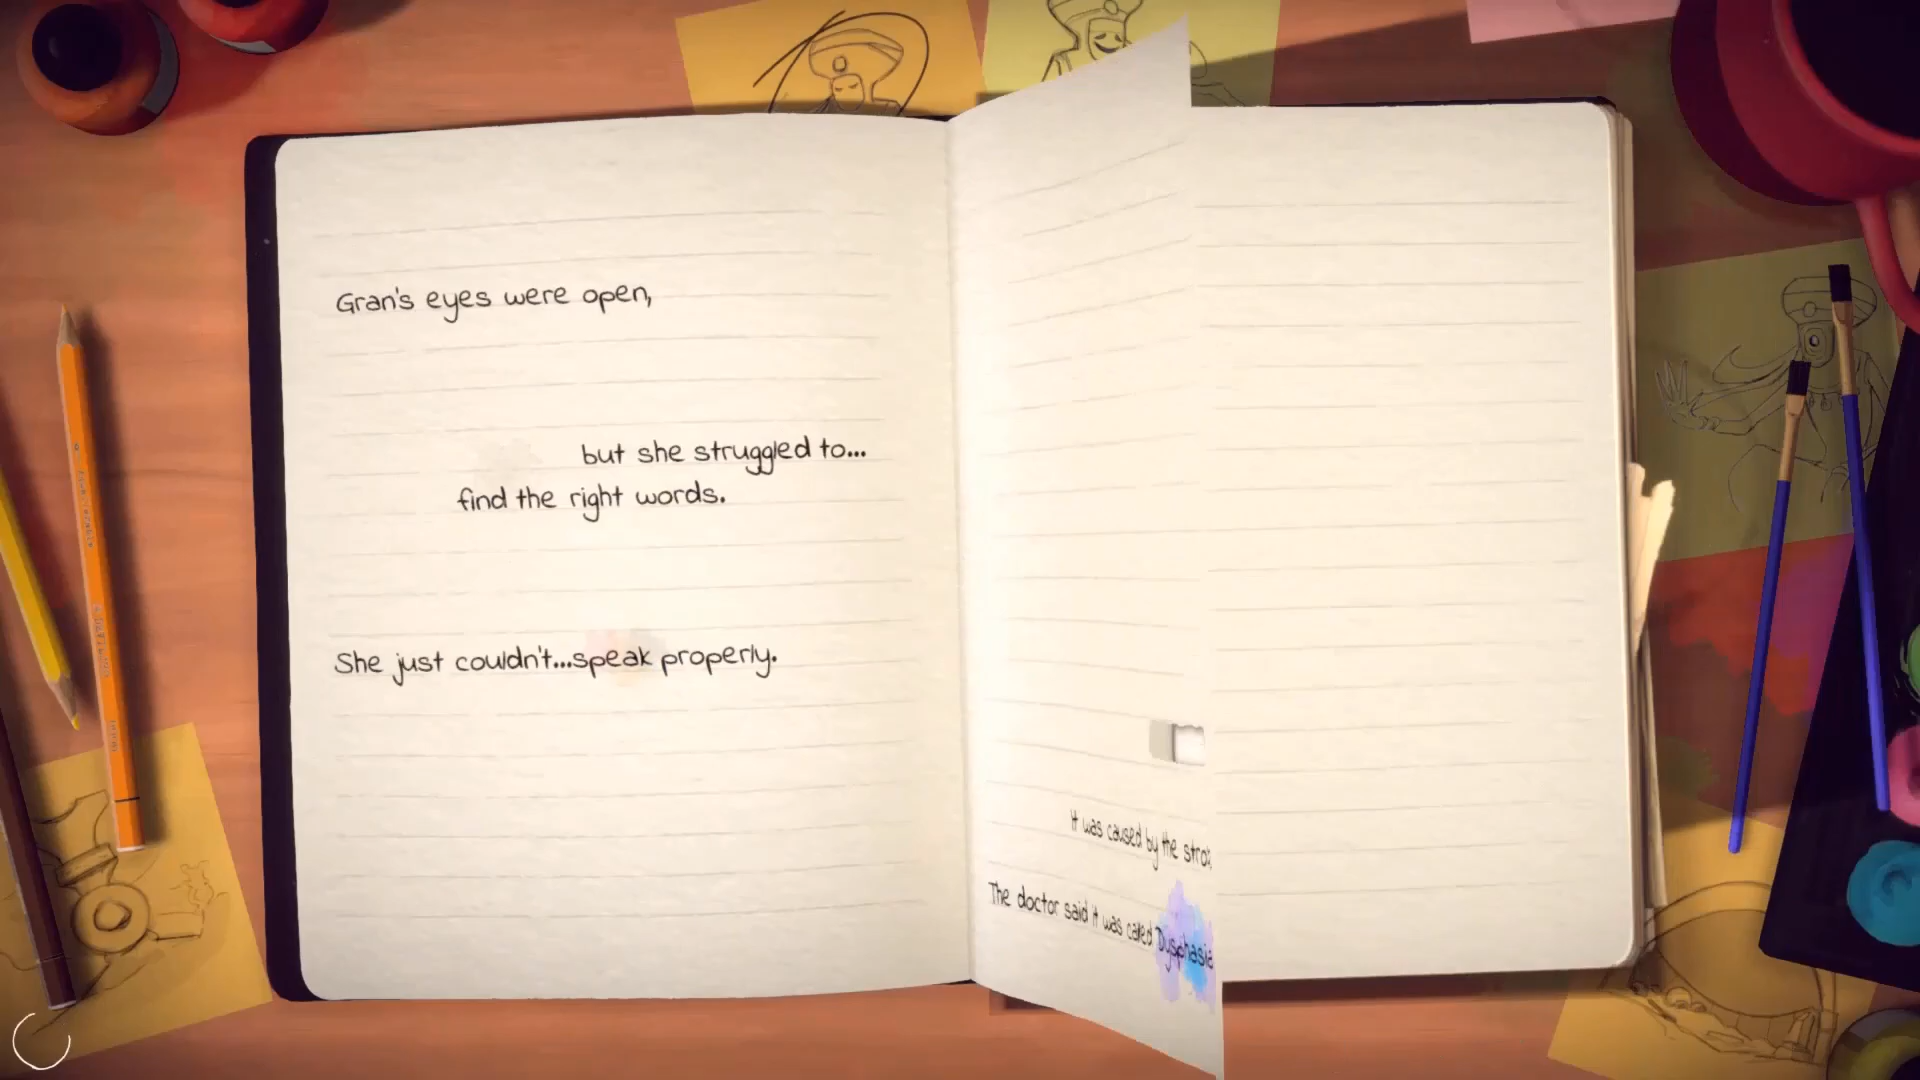 Gran's eyes were open,
but she struggled to...
find the right words.
She just couldn't...speak properly.
It was caused by the
The doctor said it was called Dysphasia